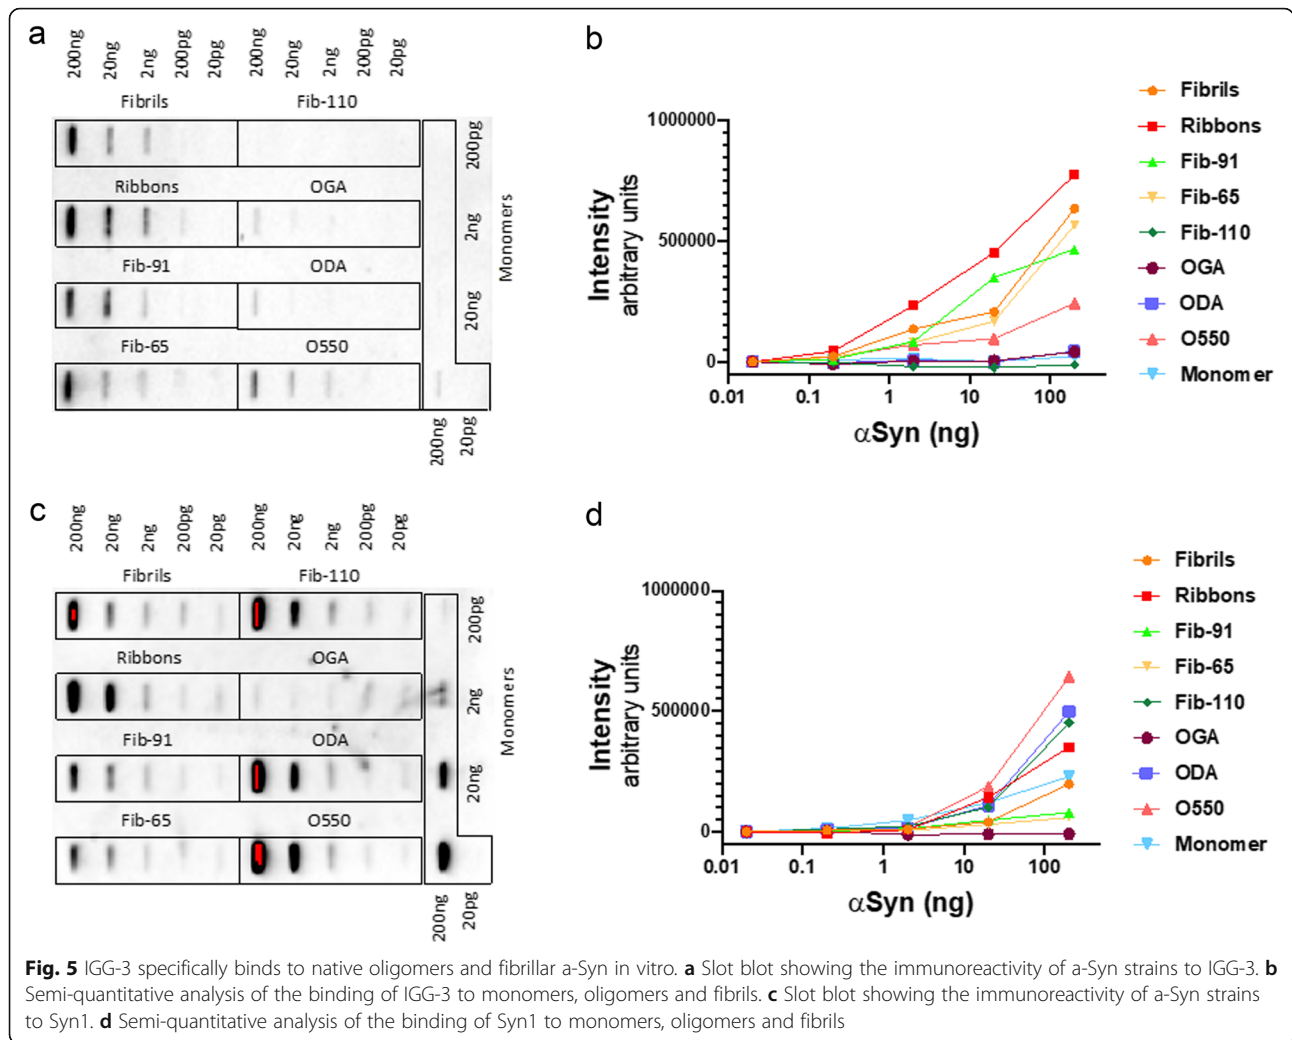 a
200ng 20ng 2ng 200pg 20pg 200ng 20ng 2ng 200pg 20pg
Fibrils Fib-110
200pg
Ribbons OGA
2ng
Monomers
Fib-91 ODA
20ng
Fib-65 O550
200ng 20pg
b
Intensity
arbitrary units
1000000
500000
0
0.01 0.1 1 10 100
αSyn (ng)
Fibrils
Ribbons
Fib-91
Fib-65
Fib-110
OGA
ODA
O550
Monomer
c
200ng 20ng 2ng 200pg 20pg 200ng 20ng 2ng 200pg 20pg
Fibrils Fib-110
200pg
Ribbons OGA
2ng
Monomers
Fib-91 ODA
20ng
Fib-65 O550
200ng 20pg
d
Intensity
arbitrary units
1000000
500000
0
0.01 0.1 1 10 100
αSyn (ng)
Fibrils
Ribbons
Fib-91
Fib-65
Fib-110
OGA
ODA
O550
Monomer
Fig. 5 IGG-3 specifically binds to native oligomers and fibrillar a-Syn in vitro. a Slot blot showing the immunoreactivity of a-Syn strains to IGG-3. b
Semi-quantitative analysis of the binding of IGG-3 to monomers, oligomers and fibrils. c Slot blot showing the immunoreactivity of a-Syn strains
to Syn1. d Semi-quantitative analysis of the binding of Syn1 to monomers, oligomers and fibrils